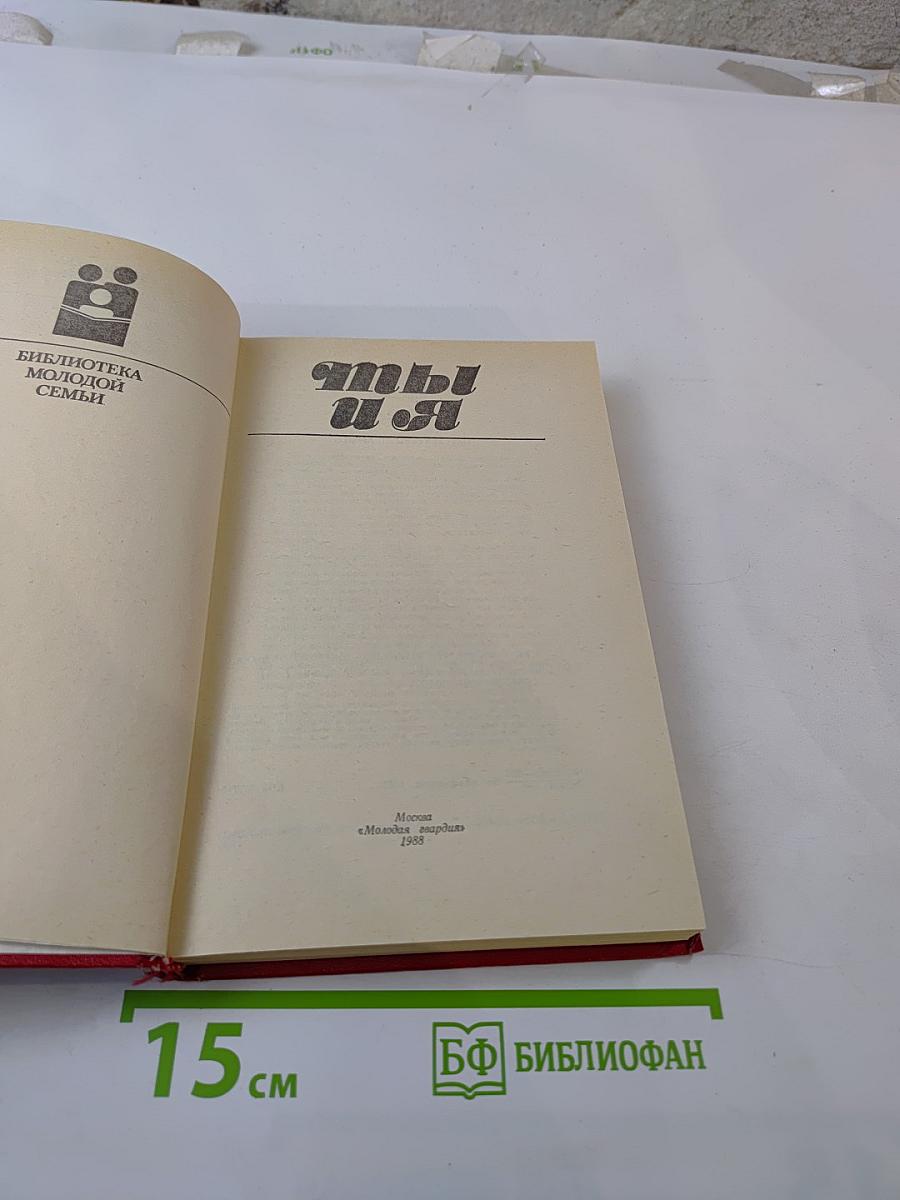 БИБЛИОТЕКА
МОЛОДОЙ
СЕМЬИ
ты
и я
Москва
«Молодая гвардия»
1988
15 см
БФ БИБЛИОФАН